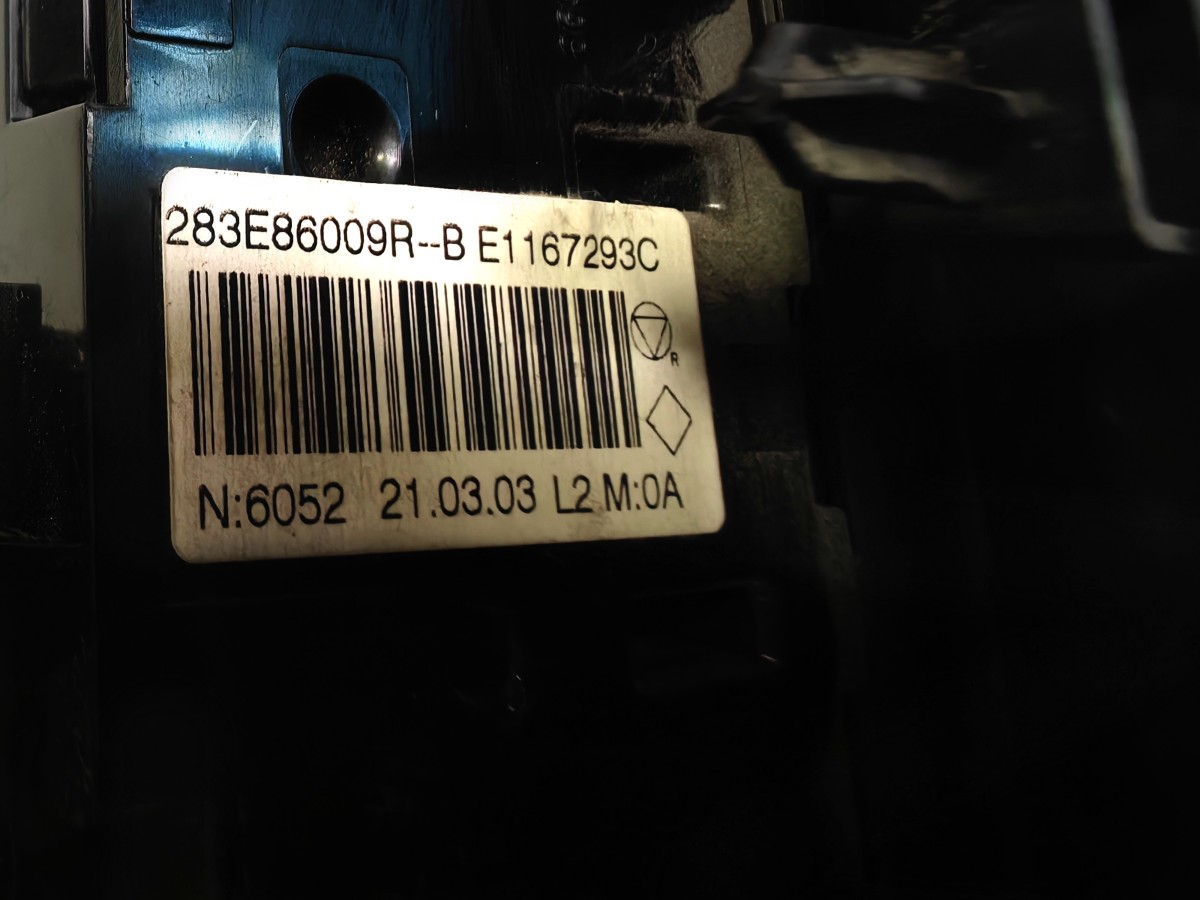 283E86009R--B E1167293C
R
N:6052 21.03.03 L2 M:0A